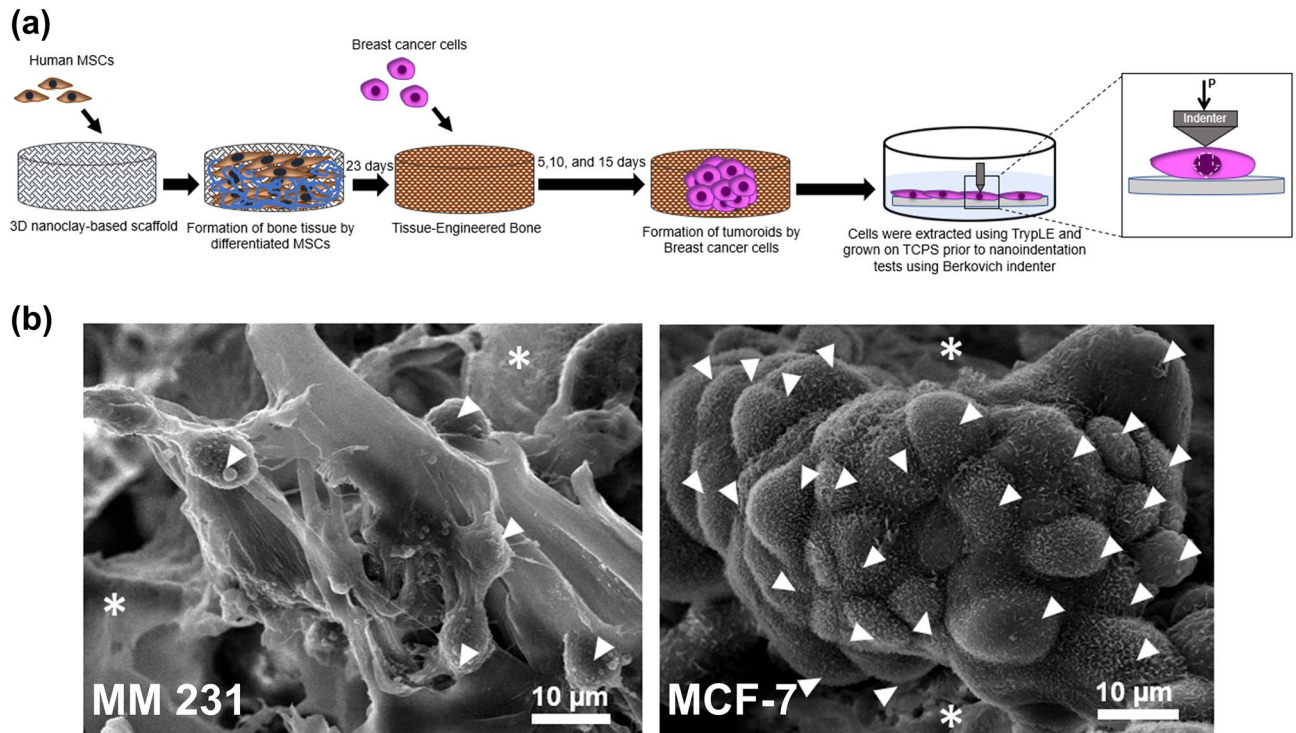 (a)
Human MSCs
Breast cancer cells
23 days
5,10, and 15 days
P
Indenter
3D nanoclay-based scaffold
Formation of bone tissue by
differentiated MSCs
Tissue-Engineered Bone
Formation of tumoroids by
Breast cancer cells
Cells were extracted using TrypLE and
grown on TCPS prior to nanoindentation
tests using Berkovich indenter
(b)
*
*
MM 231
10 µm
*
*
MCF-7
10 µm